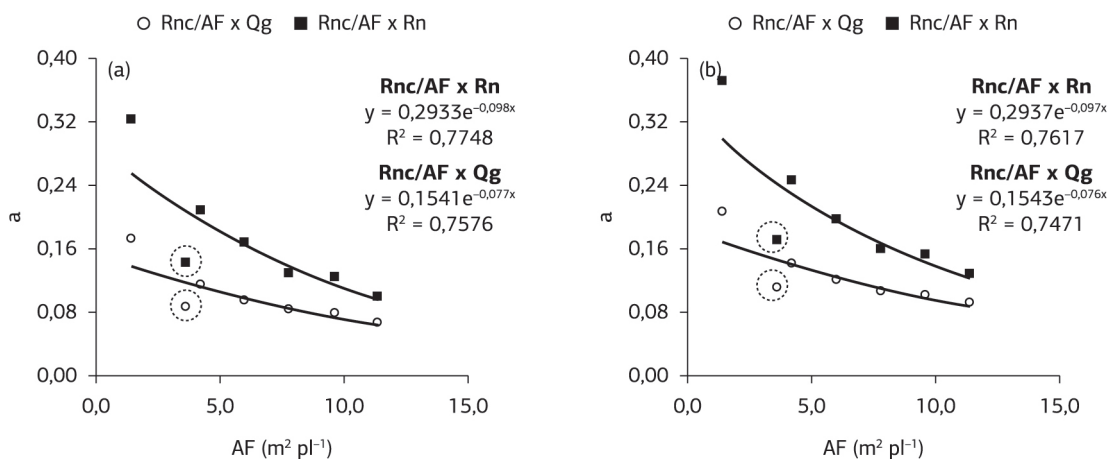 Rnc/AF x Qg Rnc/AF x Rn
(a)
Rnc/AF x Rn
y = 0,2933e⁻⁰,⁰⁹⁸ˣ
R² = 0,7748
Rnc/AF x Qg
y = 0,1541e⁻⁰,⁰⁷⁷ˣ
R² = 0,7576
0,40
0,32
0,24
0,16
0,08
0,00
a
0,0 5,0 10,0 15,0
AF (m² pl⁻¹)
Rnc/AF x Qg Rnc/AF x Rn
(b)
Rnc/AF x Rn
y = 0,2937e⁻⁰,⁰⁹⁷ˣ
R² = 0,7617
Rnc/AF x Qg
y = 0,1543e⁻⁰,⁰⁷⁶ˣ
R² = 0,7471
0,40
0,32
0,24
0,16
0,08
0,00
a
0,0 5,0 10,0 15,0
AF (m² pl⁻¹)